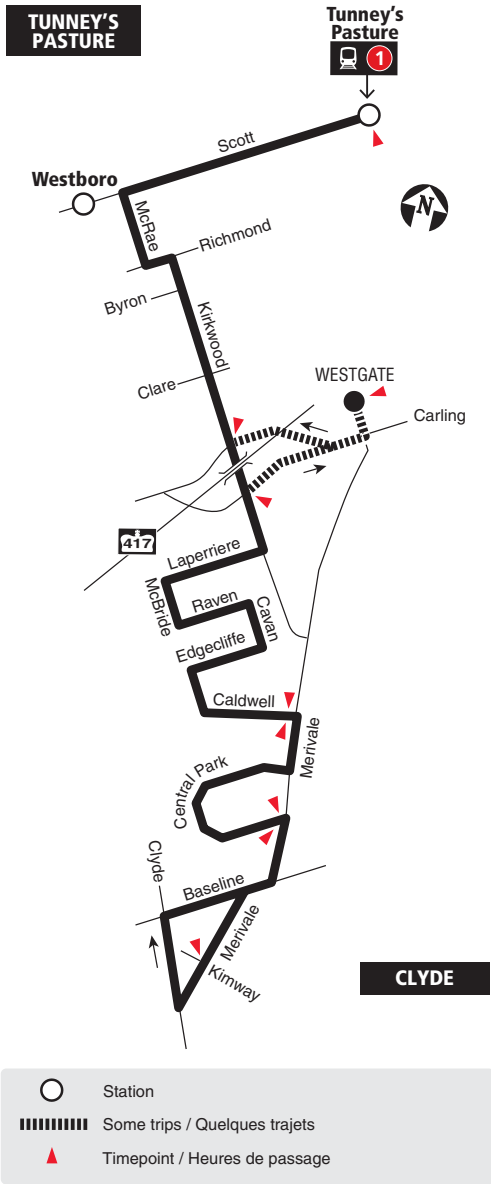 TUNNEY'S
PASTURE
Tunney's
Pasture
1
Scott
Westboro
McRae
N
Richmond
Byron
Kirkwood
Clare
WESTGATE
Carling
417
Laperriere
McBride
Raven
Cavan
Edgecliffe
Caldwell
Merivale
Central Park
Clyde
Baseline
Merivale
Kimway
CLYDE
Station
Some trips / Quelques trajets
Timepoint / Heures de passage